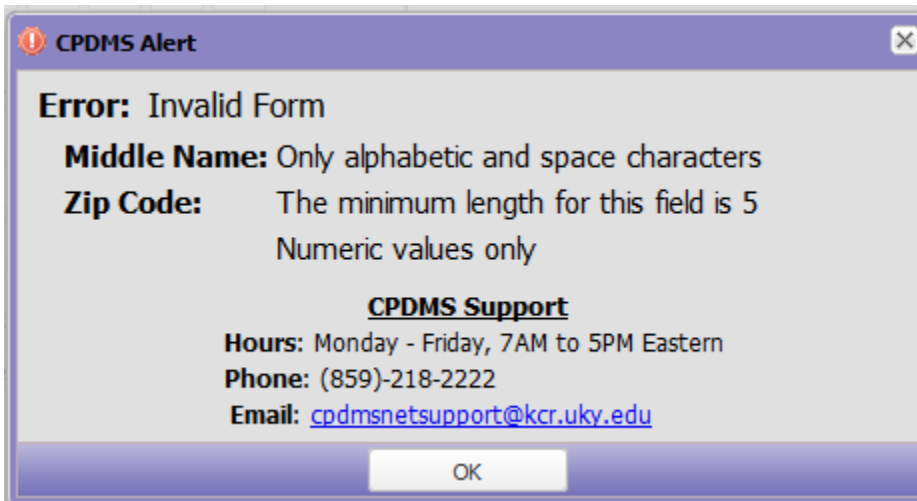 CPDMS Alert
Error: Invalid Form
Middle Name: Only alphabetic and space characters
Zip Code: The minimum length for this field is 5
Numeric values only
CPDMS Support
Hours: Monday - Friday, 7AM to 5PM Eastern
Phone: (859)-218-2222
Email: cpdmsnetsupport@kcr.uky.edu
OK